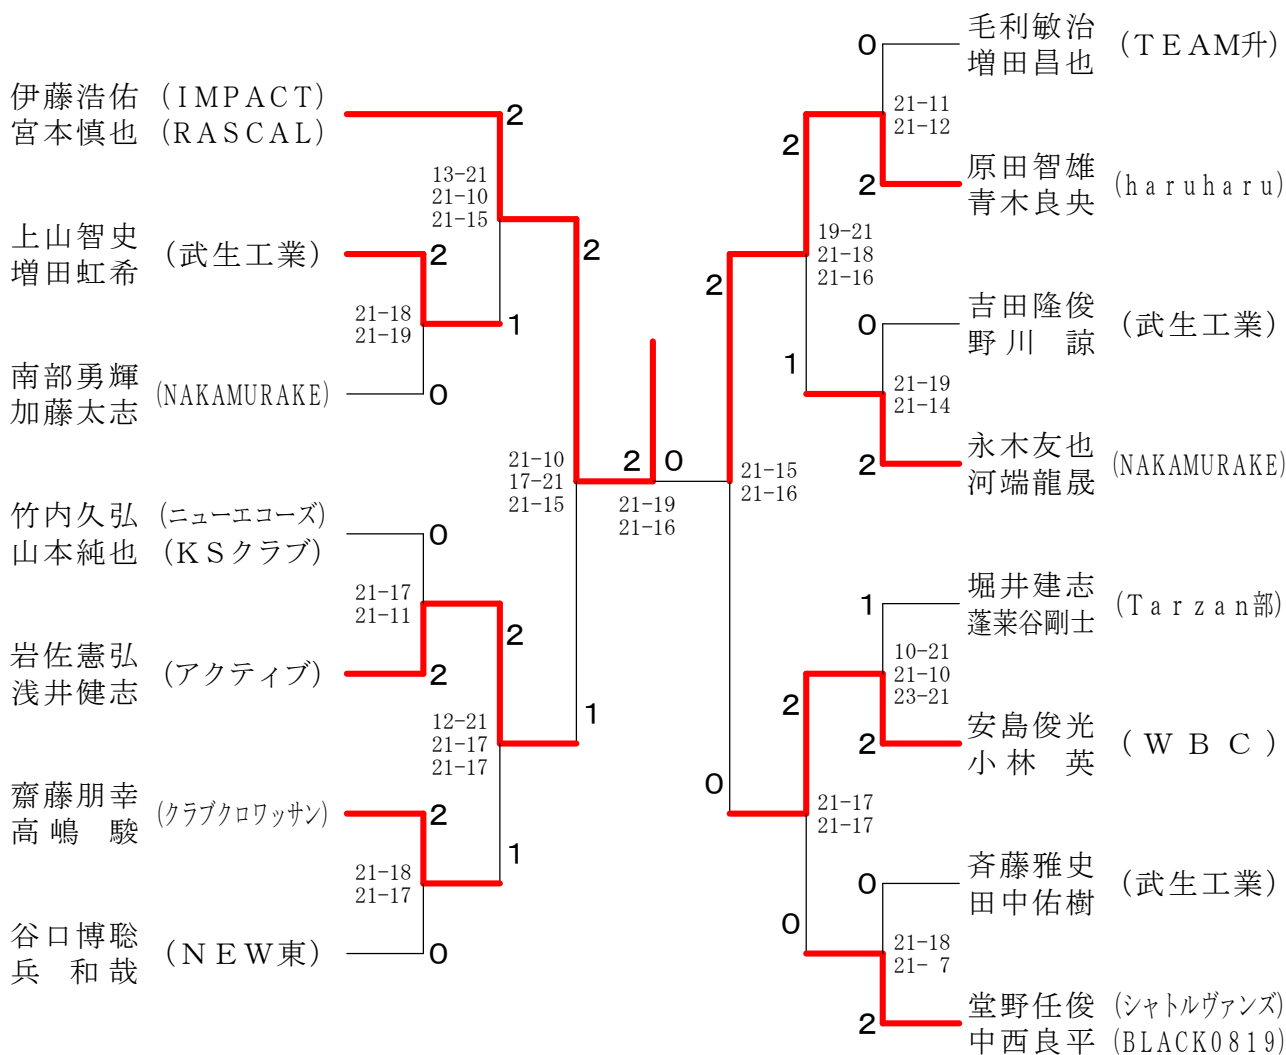 伊藤浩佑 (IMPACT)
宮本慎也 (RASCAL)
2
13-21
21-10
21-15
上山智史
増田虹希
(武生工業)
2
21-18
21-19
1
南部勇輝
加藤太志
(NAKAMURAKE)
0
2
竹内久弘 (ニューエコーズ)
山本純也 (KSクラブ)
0
21-17
21-11
2
岩佐憲弘
浅井健志
(アクティブ)
2
12-21
21-17
21-17
齋藤朋幸
高嶋 駿
(クラブクロワッサン)
2
21-18
21-17
1
谷口博聡
兵 和哉
(NEW東)
0
21-10
17-21
21-15
1
2 0
21-19
21-16
毛利敏治
増田昌也
(TEAM升)
0
21-11
21-12
2
原田智雄
青木良央
(haruharu)
2
19-21
21-18
21-16
吉田隆俊
野川 諒
(武生工業)
0
21-19
21-14
1
永木友也
河端龍晟
(NAKAMURAKE)
2
2
21-15
21-16
堀井建志
蓬莱谷剛士
(Tarzan部)
1
10-21
21-10
23-21
2
安島俊光
小林 英
(WBC)
2
0
21-17
21-17
斉藤雅史
田中佑樹
(武生工業)
0
21-18
21- 7
0
堂野任俊 (シャトルヴァンズ)
中西良平 (BLACK0819)
2